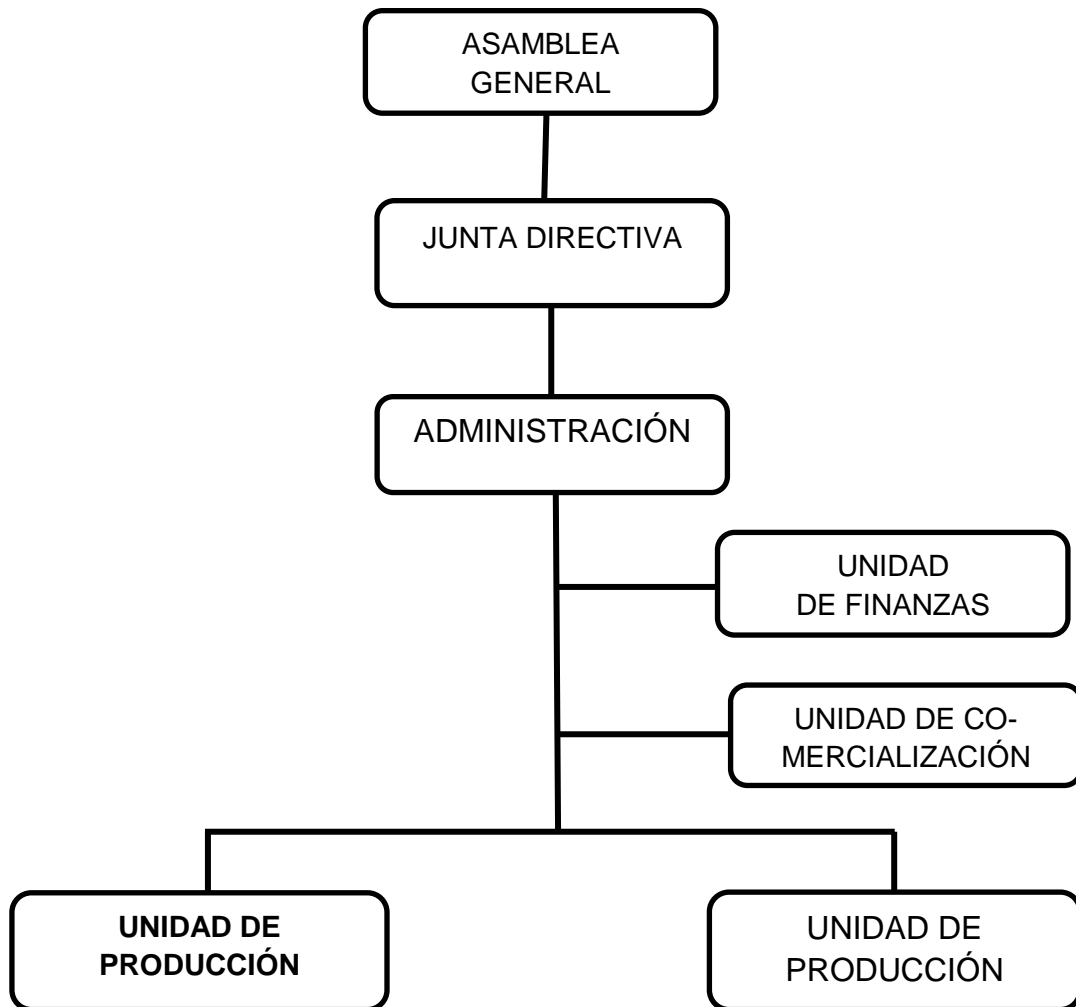 ASAMBLEA
GENERAL
JUNTA DIRECTIVA
ADMINISTRACIÓN
UNIDAD
DE FINANZAS
UNIDAD DE CO-
MERCIALIZACIÓN
UNIDAD DE
PRODUCCIÓN
UNIDAD DE
PRODUCCIÓN